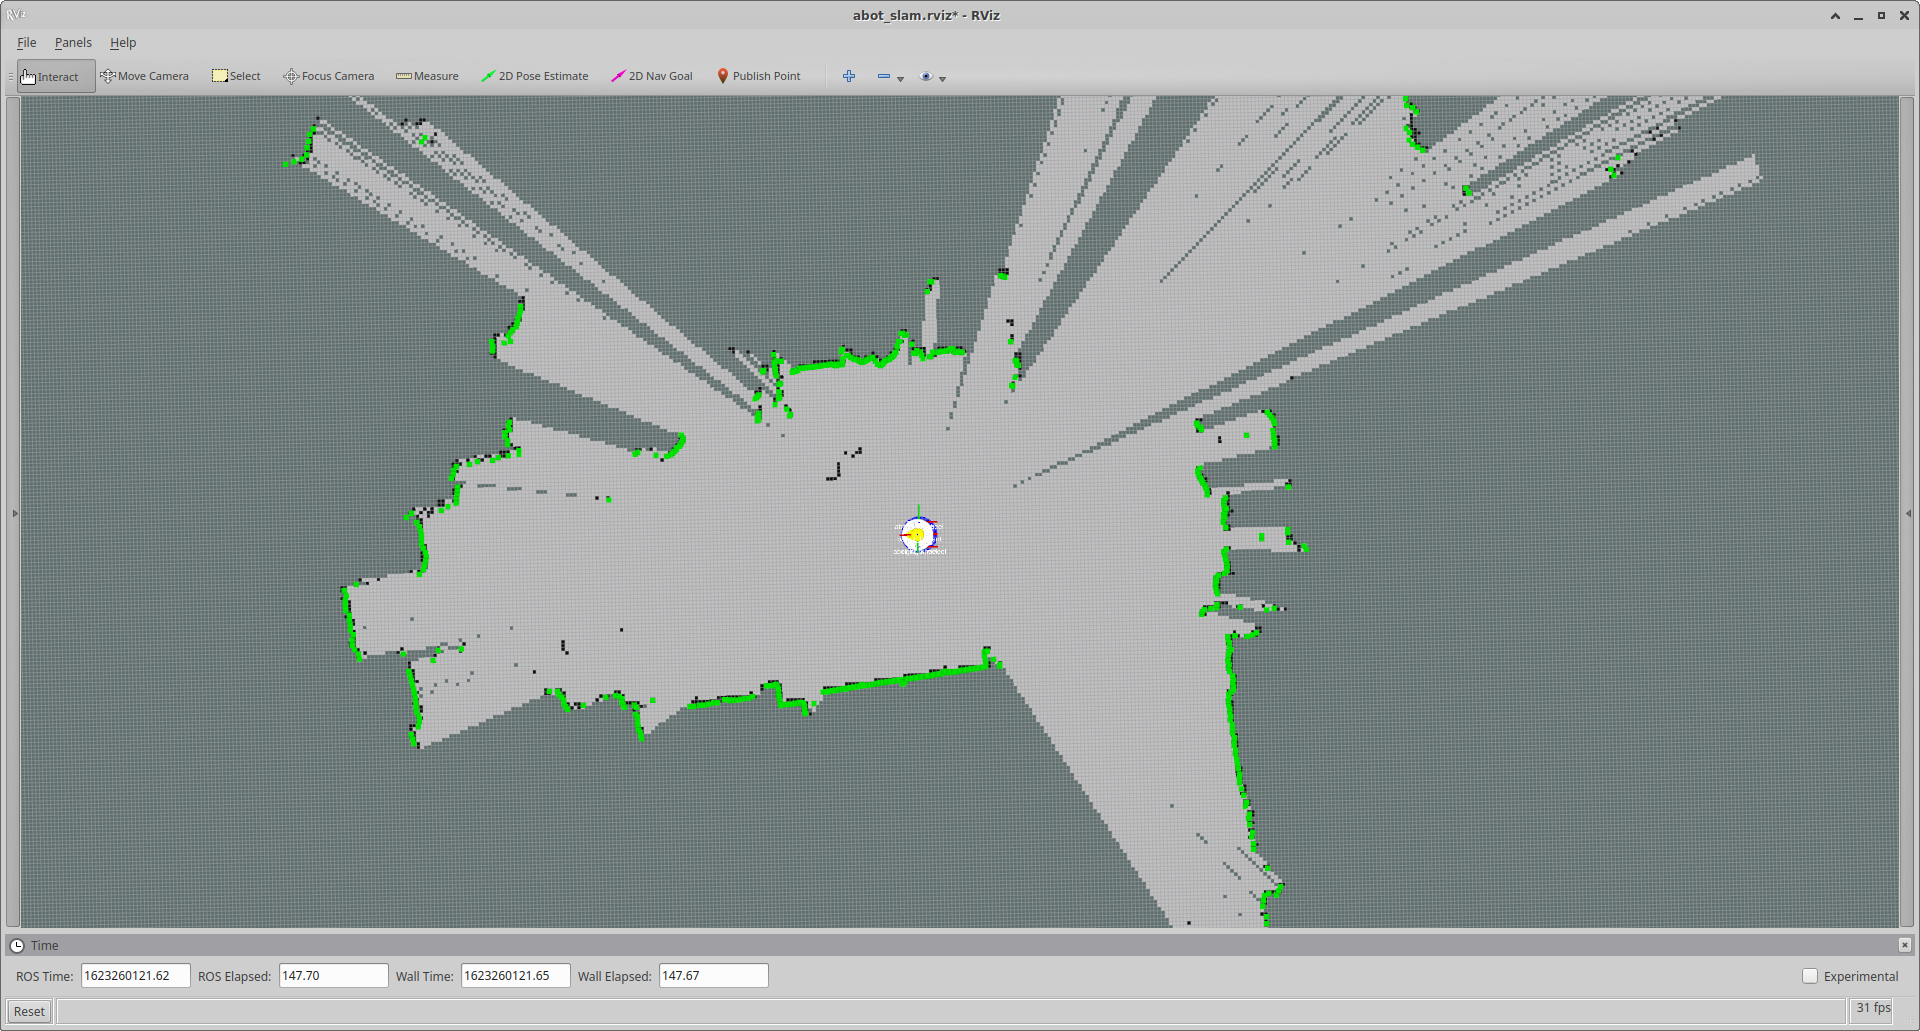 RViz
abot_slam.rviz* - RViz
File Panels Help
Interact Move Camera Select Focus Camera Measure 2D Pose Estimate 2D Nav Goal Publish Point
Time
ROS Time: 1623260121.62 ROS Elapsed: 147.70 Wall Time: 1623260121.65 Wall Elapsed: 147.67 Experimental
Reset 31 fps